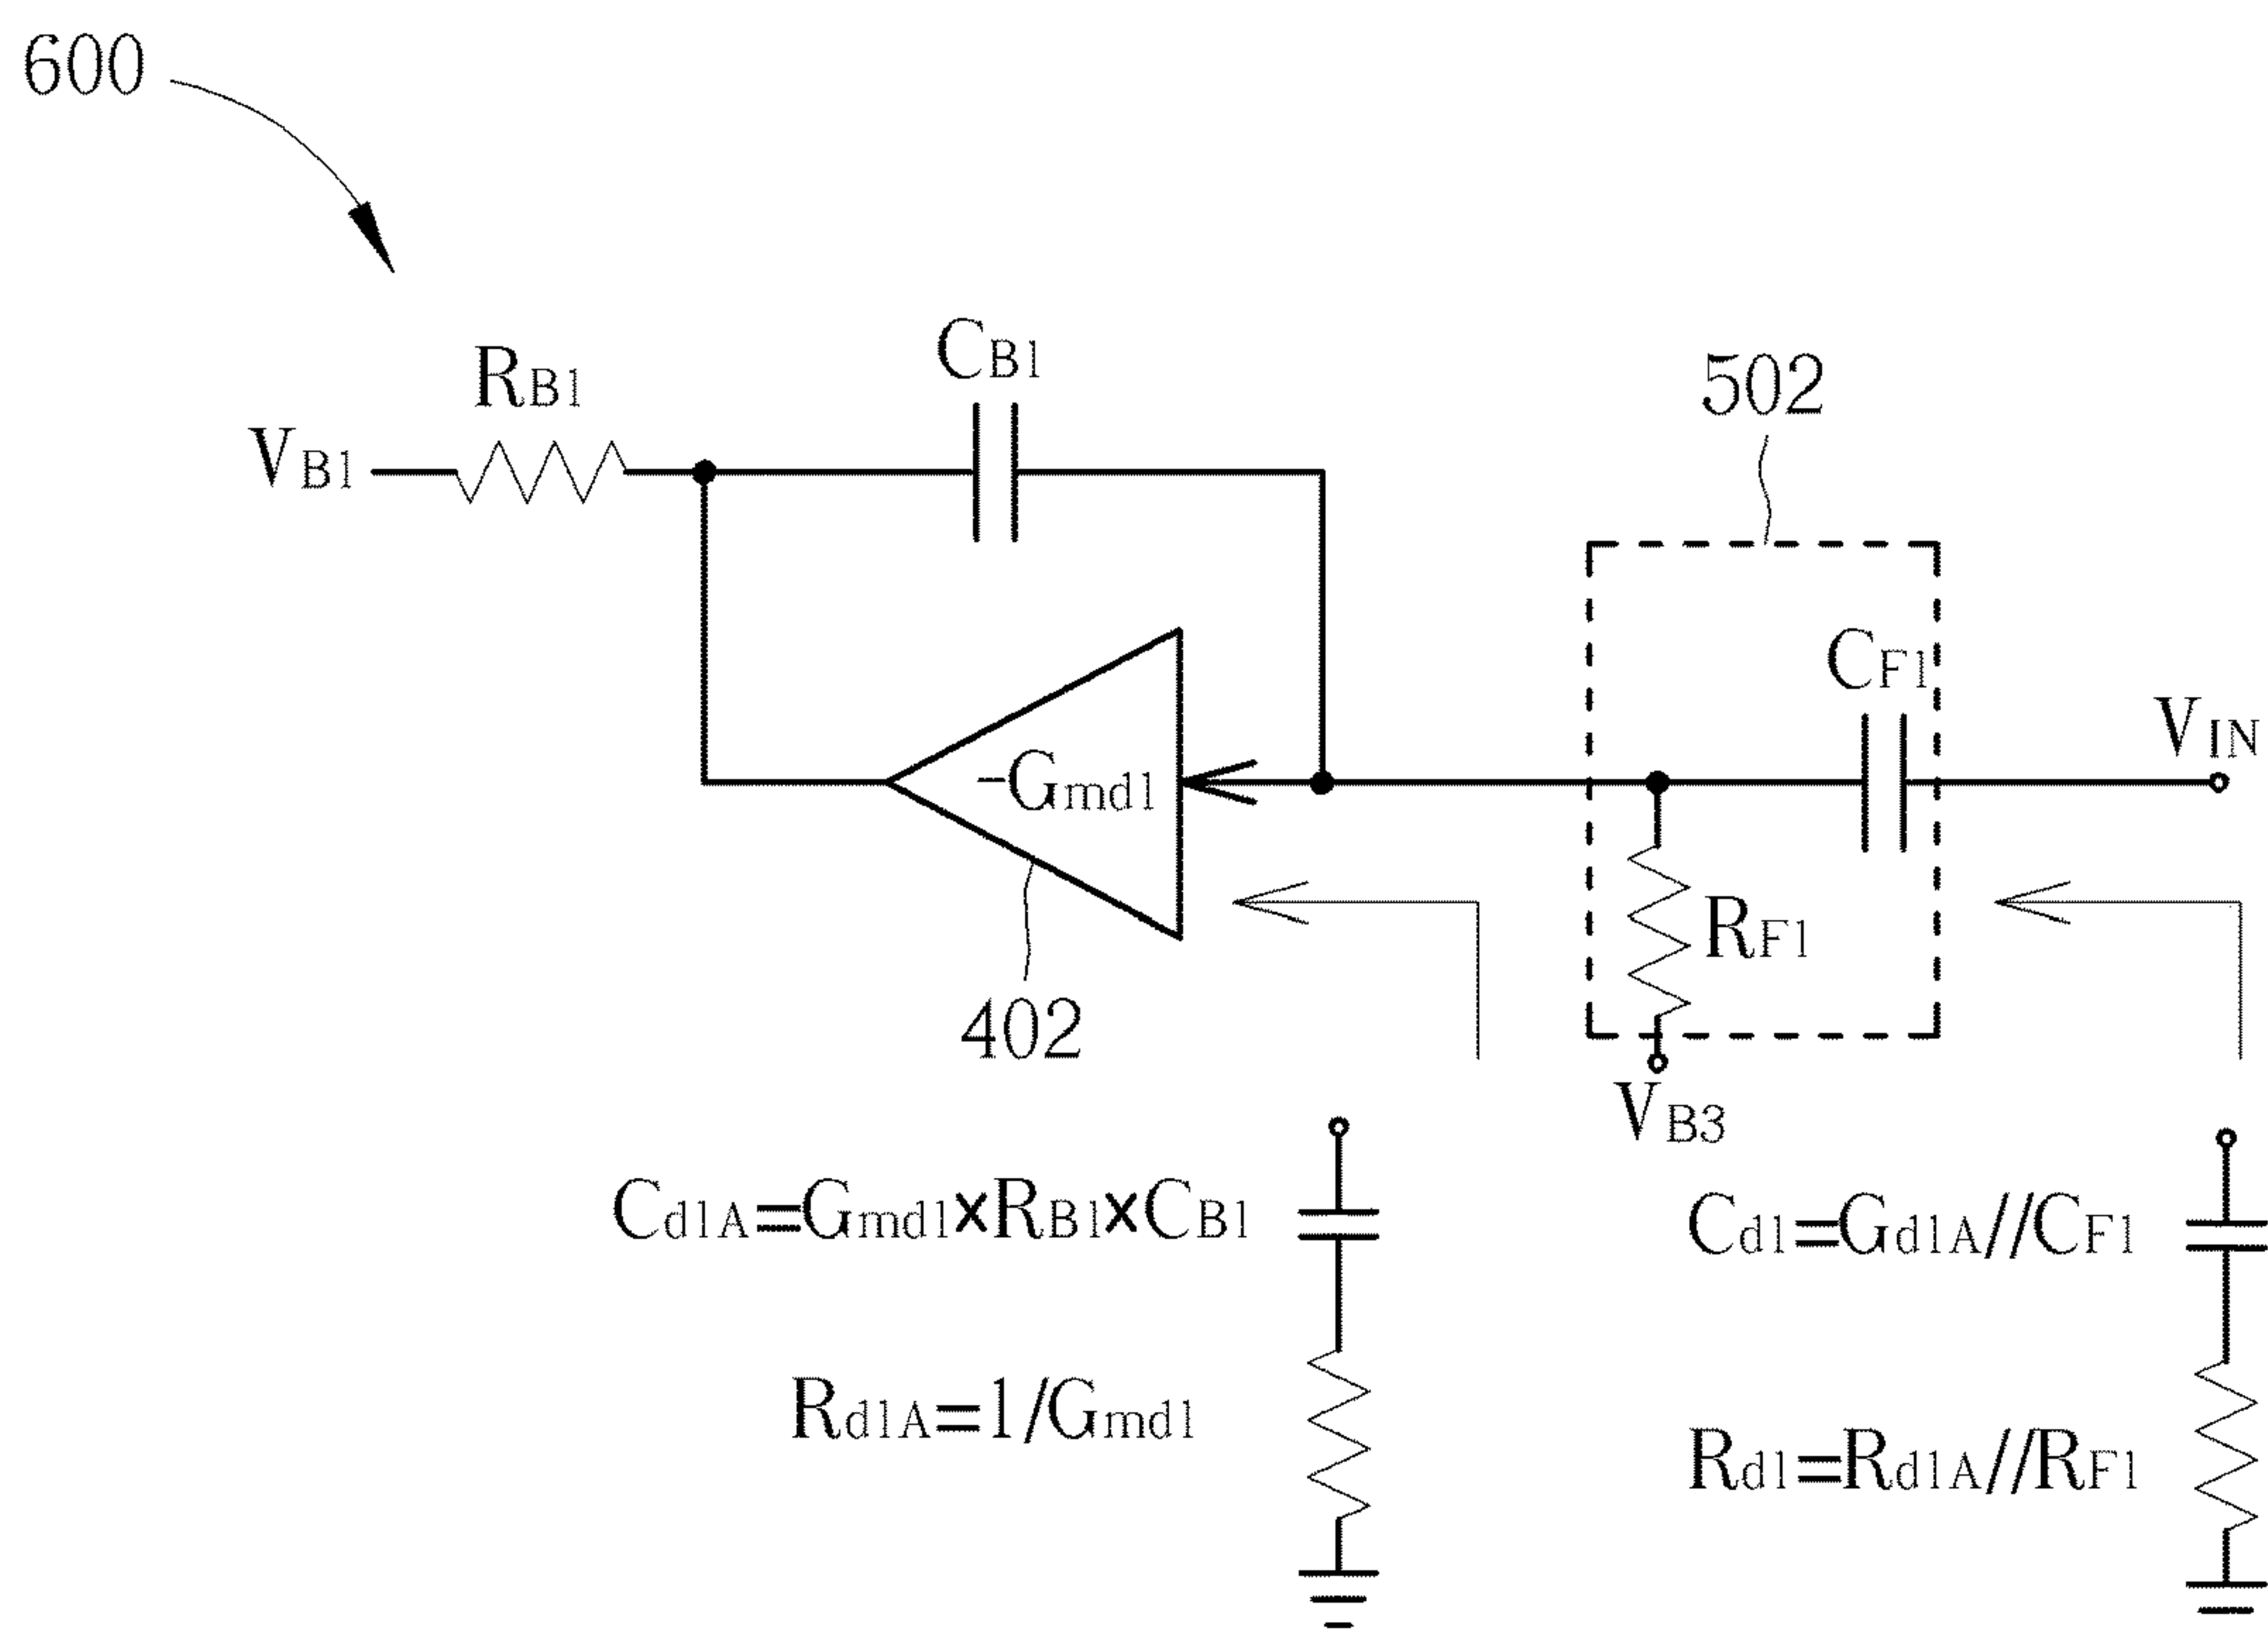 600
CB1
RB1
VB1
502
CF1
VIN
-Gmd1
RF1
402
VB3
Cd1A=Gmd1×RB1×CB1
Cd1=Gd1A//CF1
Rd1A=1/Gmd1
Rd1=Rd1A//RF1